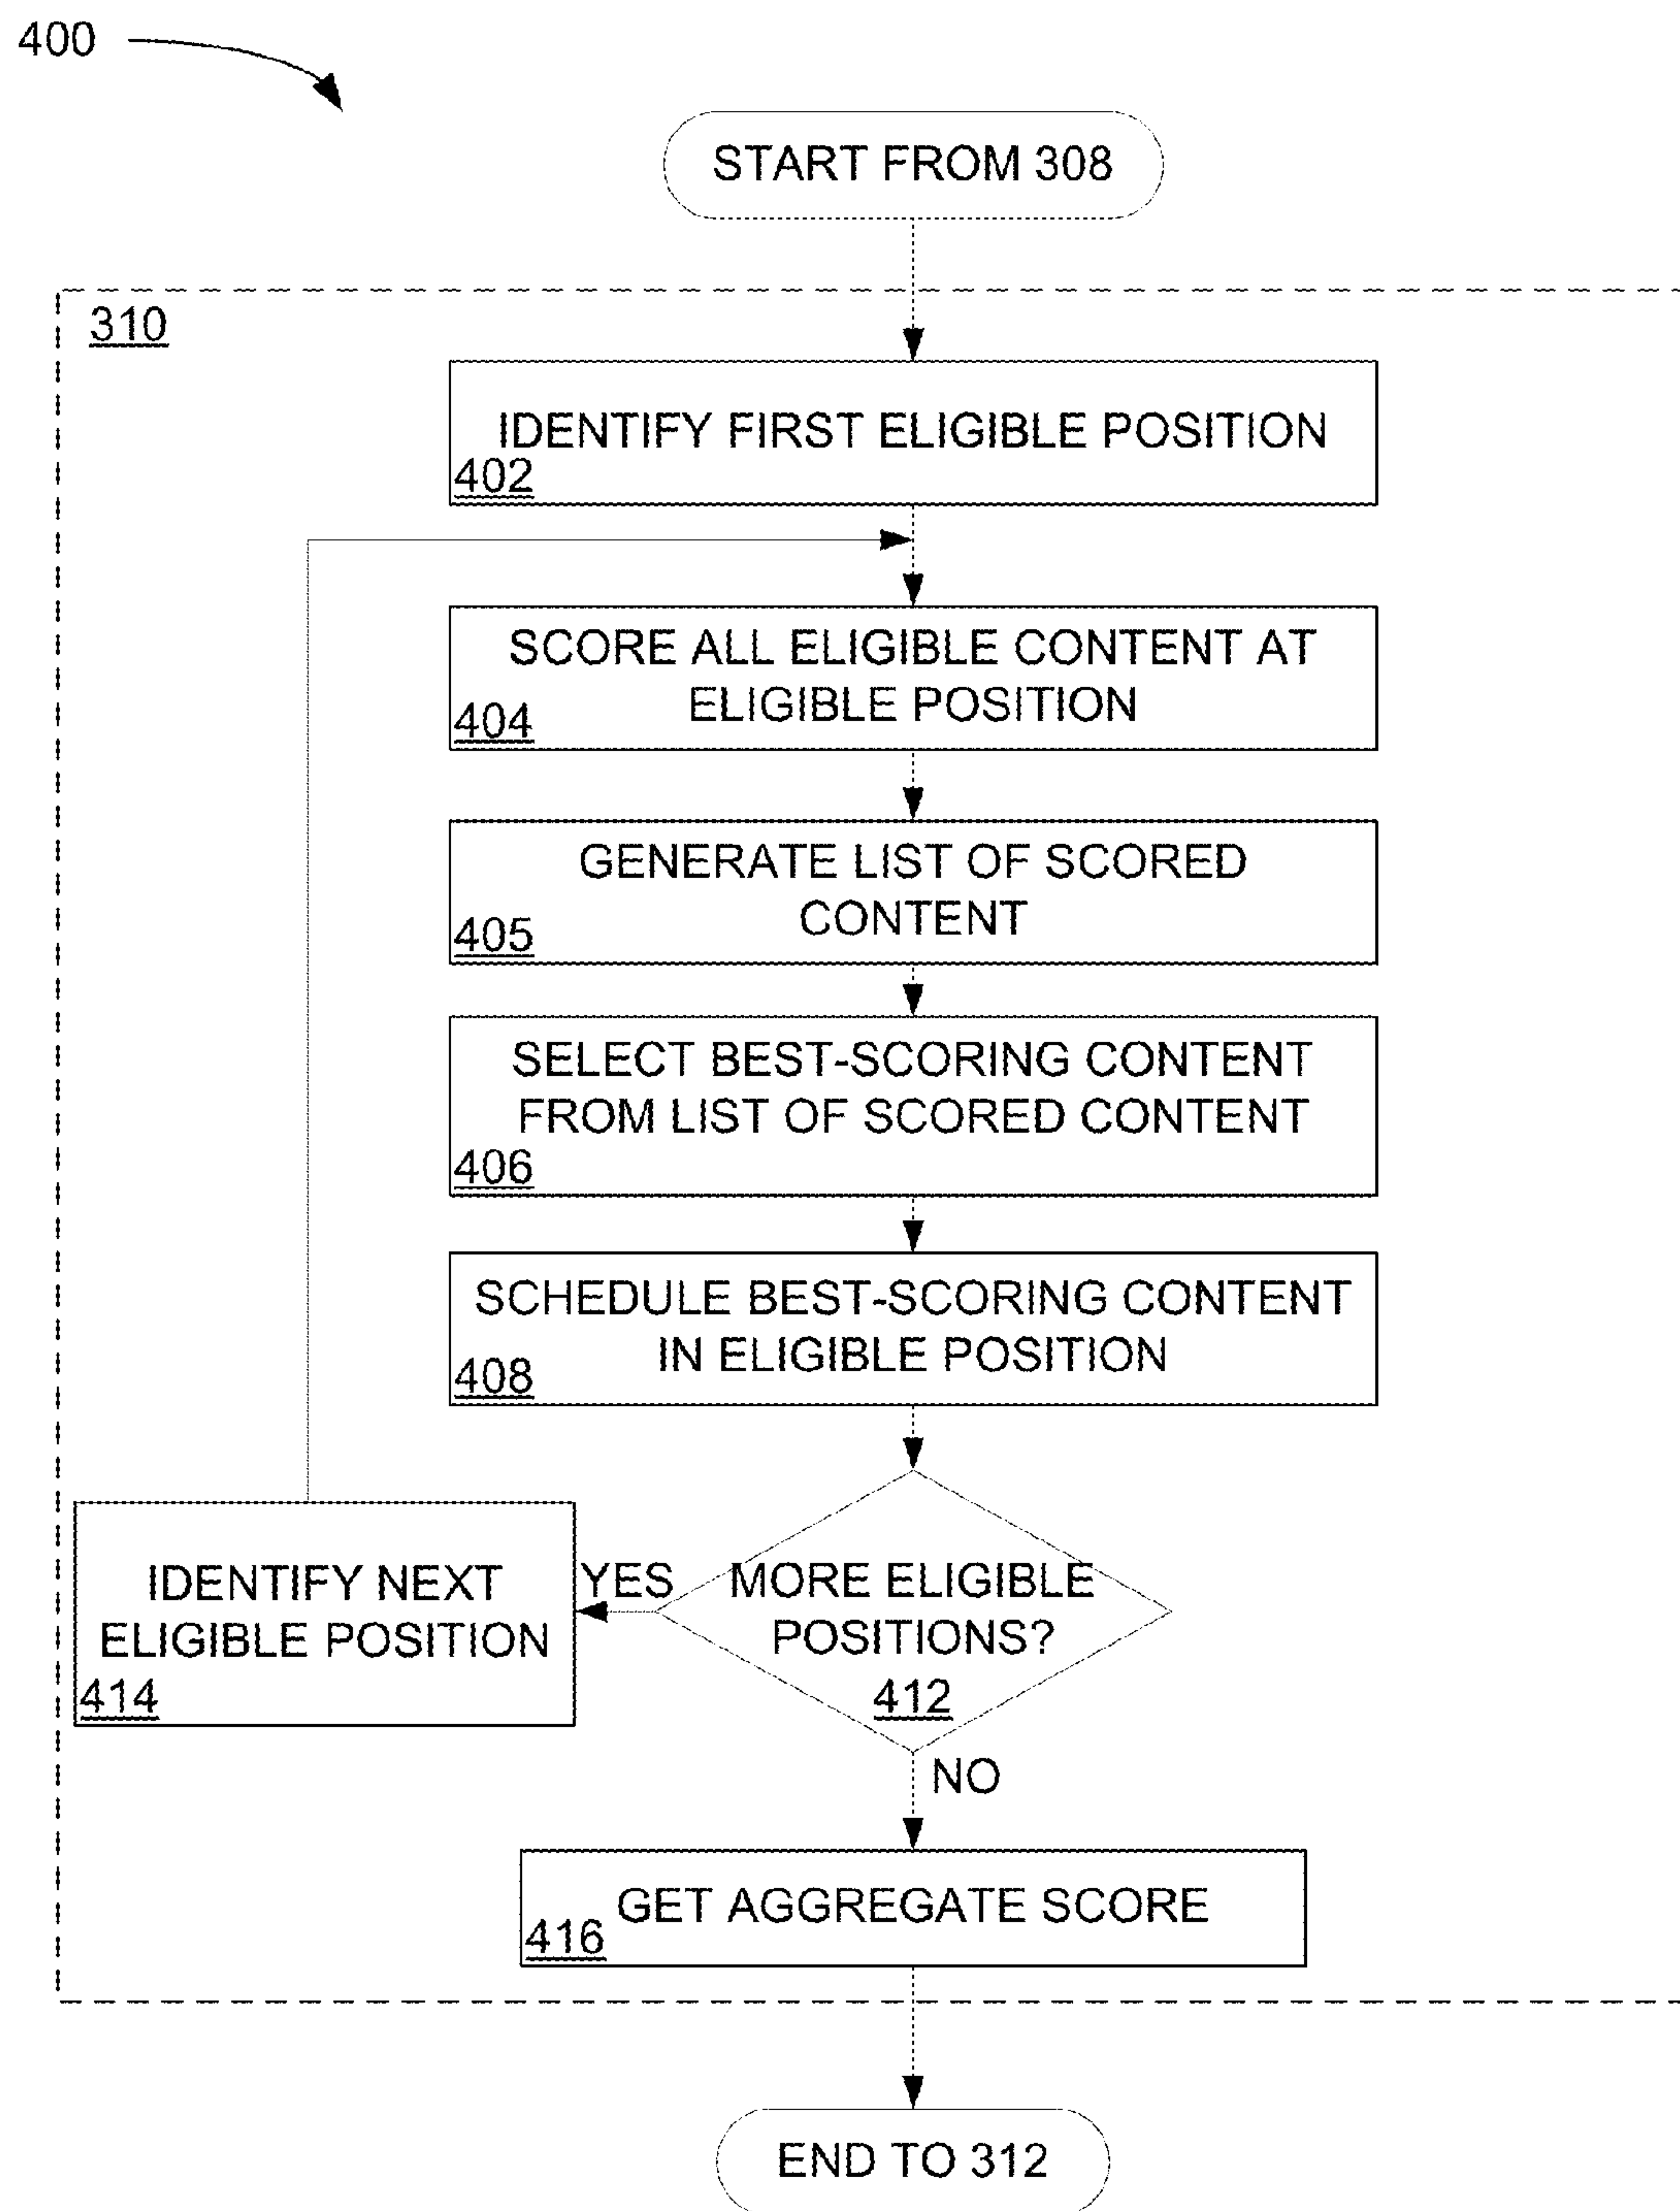 400
START FROM 308
310
IDENTIFY FIRST ELIGIBLE POSITION
402
SCORE ALL ELIGIBLE CONTENT AT
ELIGIBLE POSITION
404
GENERATE LIST OF SCORED
CONTENT
405
SELECT BEST-SCORING CONTENT
FROM LIST OF SCORED CONTENT
406
SCHEDULE BEST-SCORING CONTENT
IN ELIGIBLE POSITION
408
MORE ELIGIBLE
POSITIONS?
412
YES
IDENTIFY NEXT
ELIGIBLE POSITION
414
NO
GET AGGREGATE SCORE
416
END TO 312